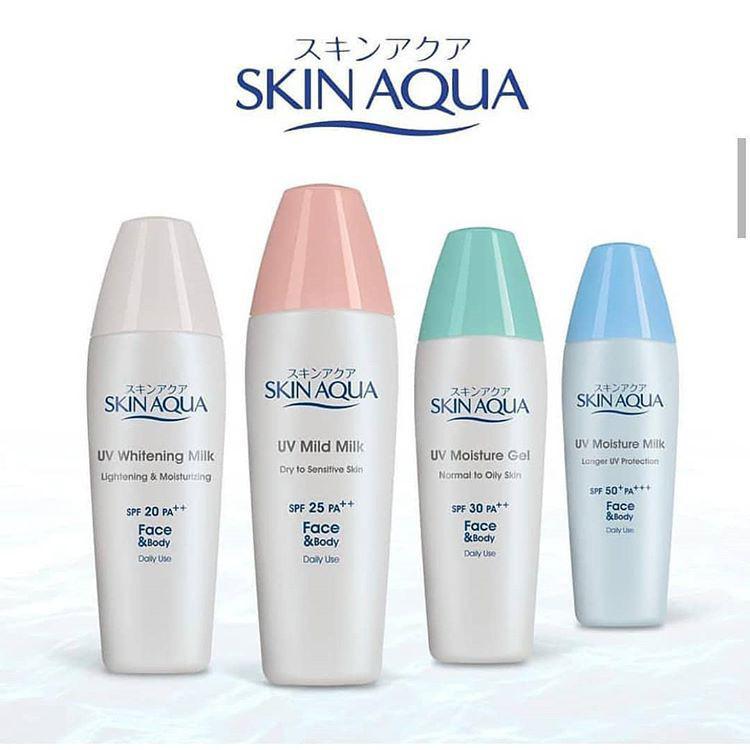 スキンアクア
SKIN AQUA
スキンアクア
SKIN AQUA
UV Whitening Milk
Lightening & Moisturizing
SPF 20 PA++
Face
&Body
Daily Use
スキンアクア
SKIN AQUA
UV Mild Milk
Dry to Sensitive Skin
SPF 25 PA++
Face
&Body
Daily Use
スキンアクア
SKIN AQUA
UV Moisture Gel
Normal to Oily Skin
SPF 30 PA++
Face
&Body
Daily Use
スキンアクア
SKIN AQUA
UV Moisture Milk
Langer UV Protection
SPF 50+PA+++
Face
&Body
Daily Use